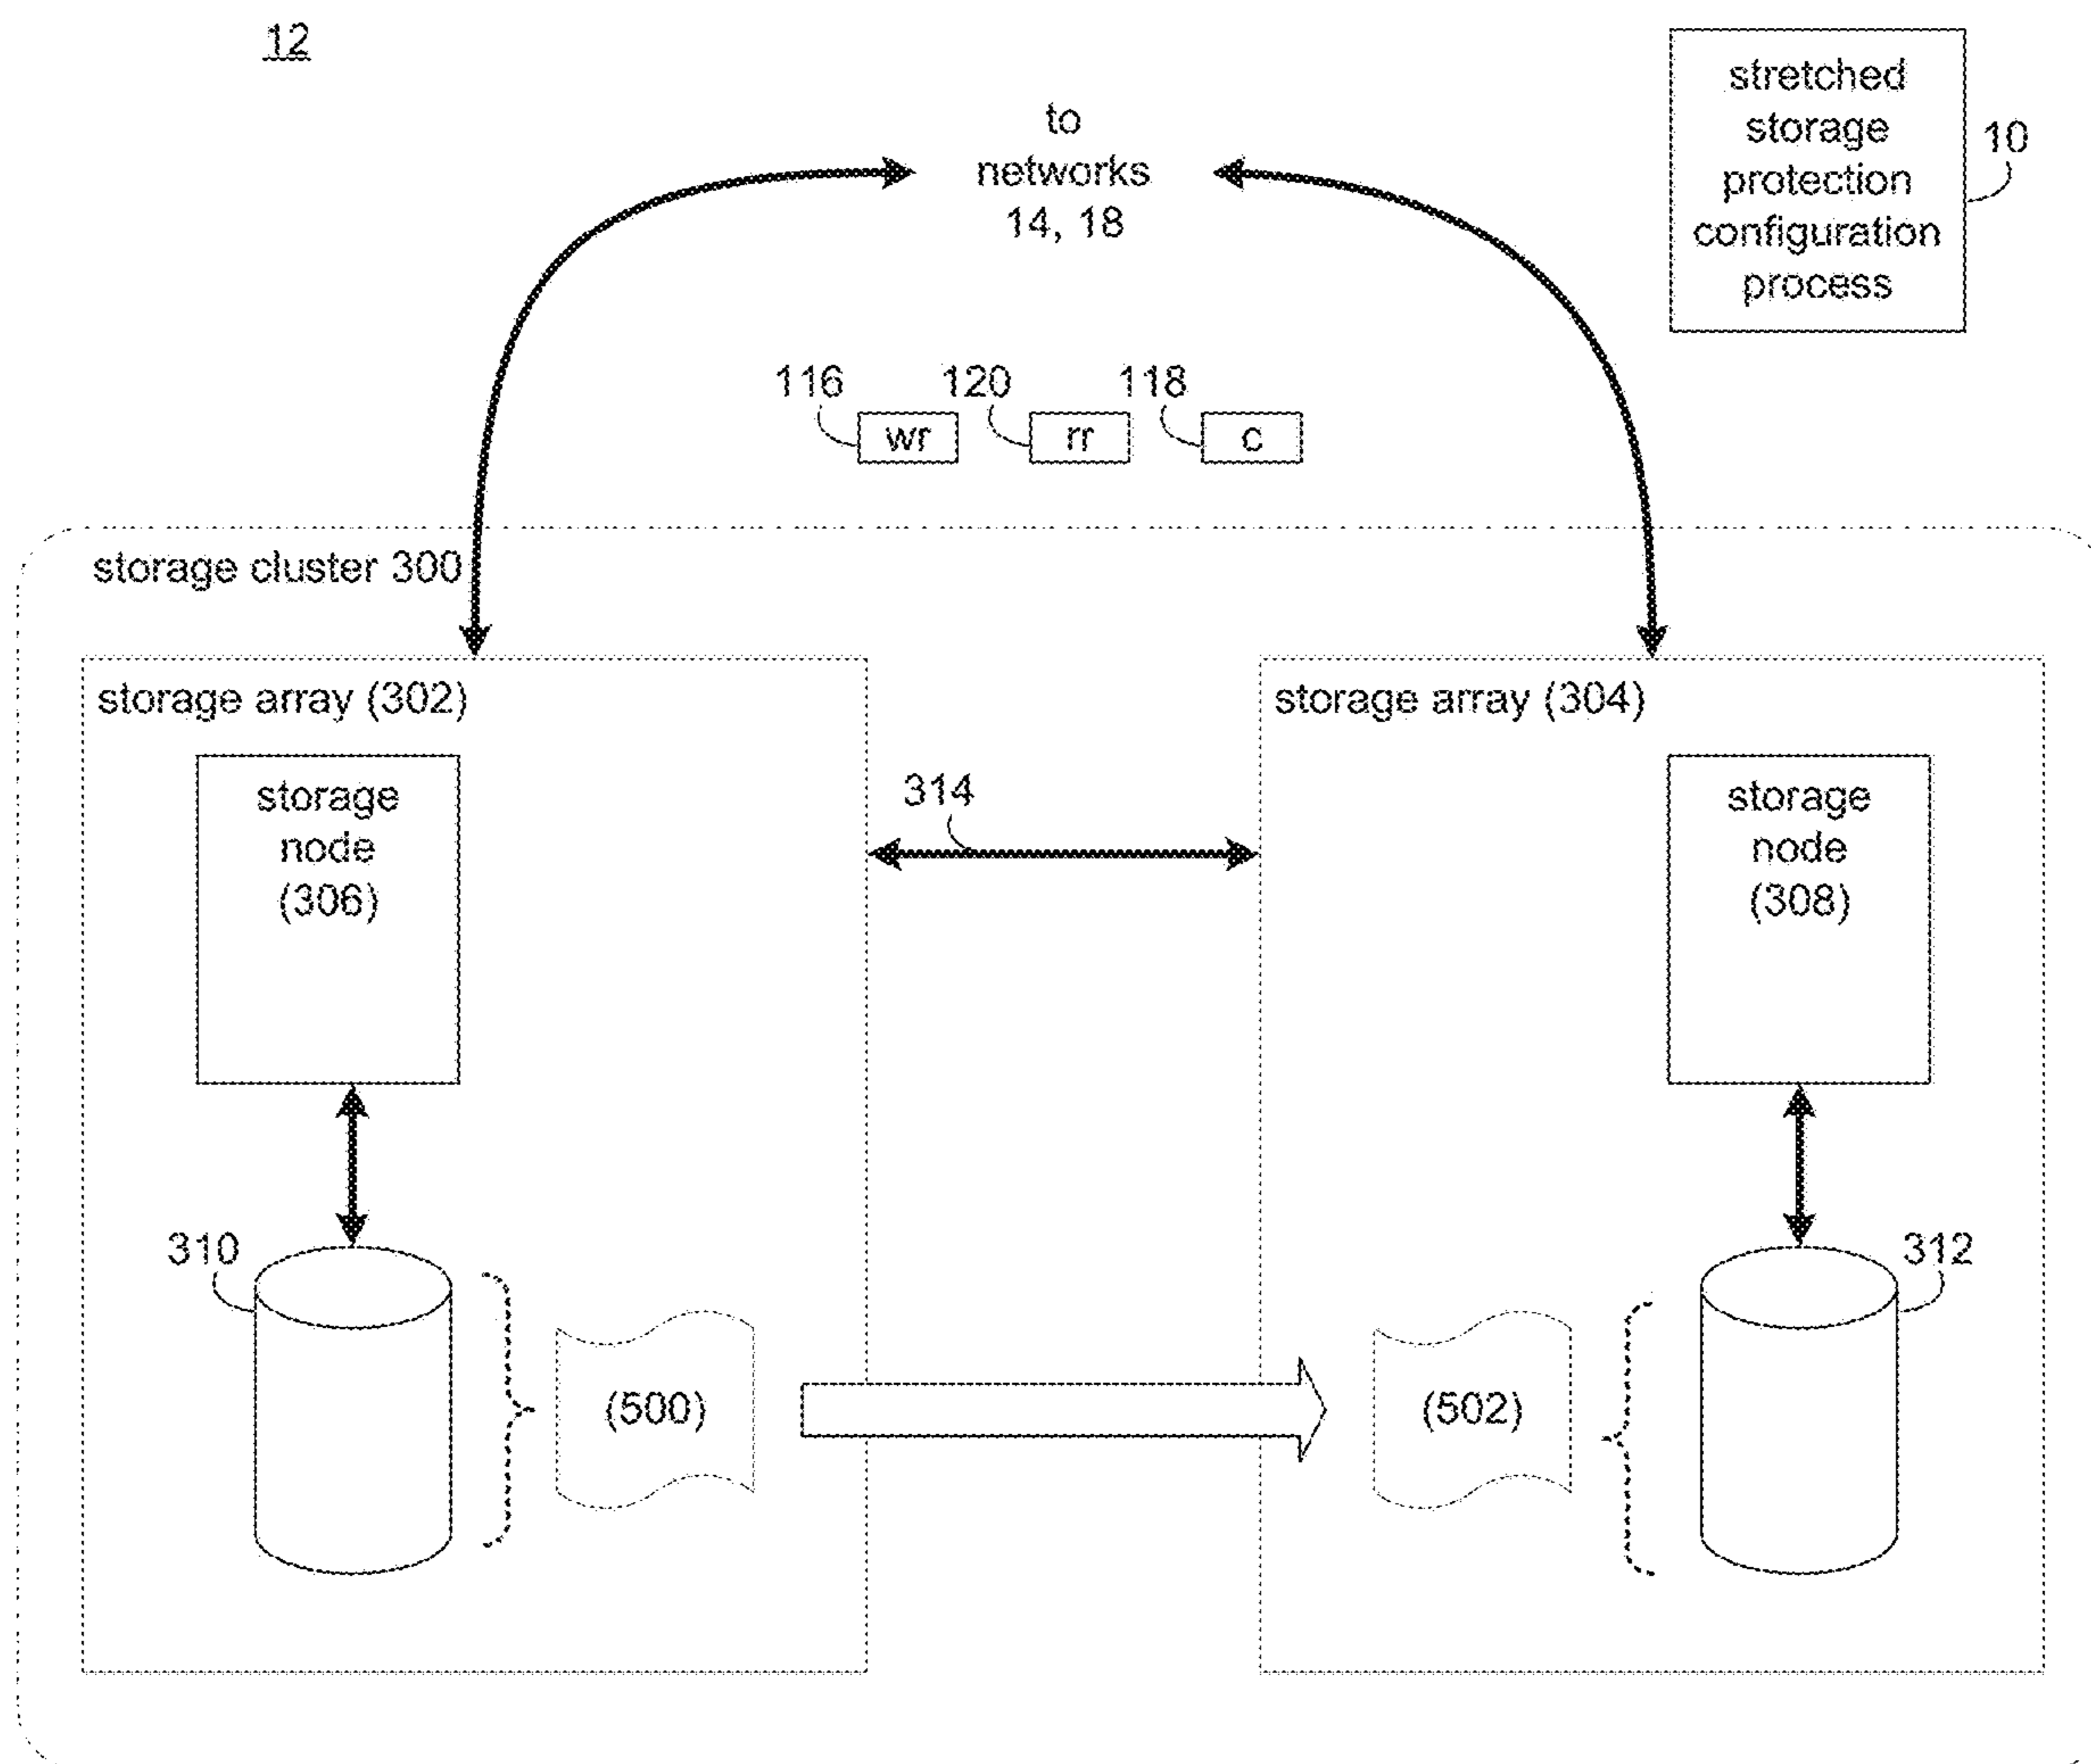 12
to
networks
14, 18
stretched
storage
protection
configuration
process
10
116
120
118
wr
rr
c
storage cluster 300
storage array (302)
storage array (304)
storage
node
(306)
314
storage
node
(308)
310
312
(500)
(502)